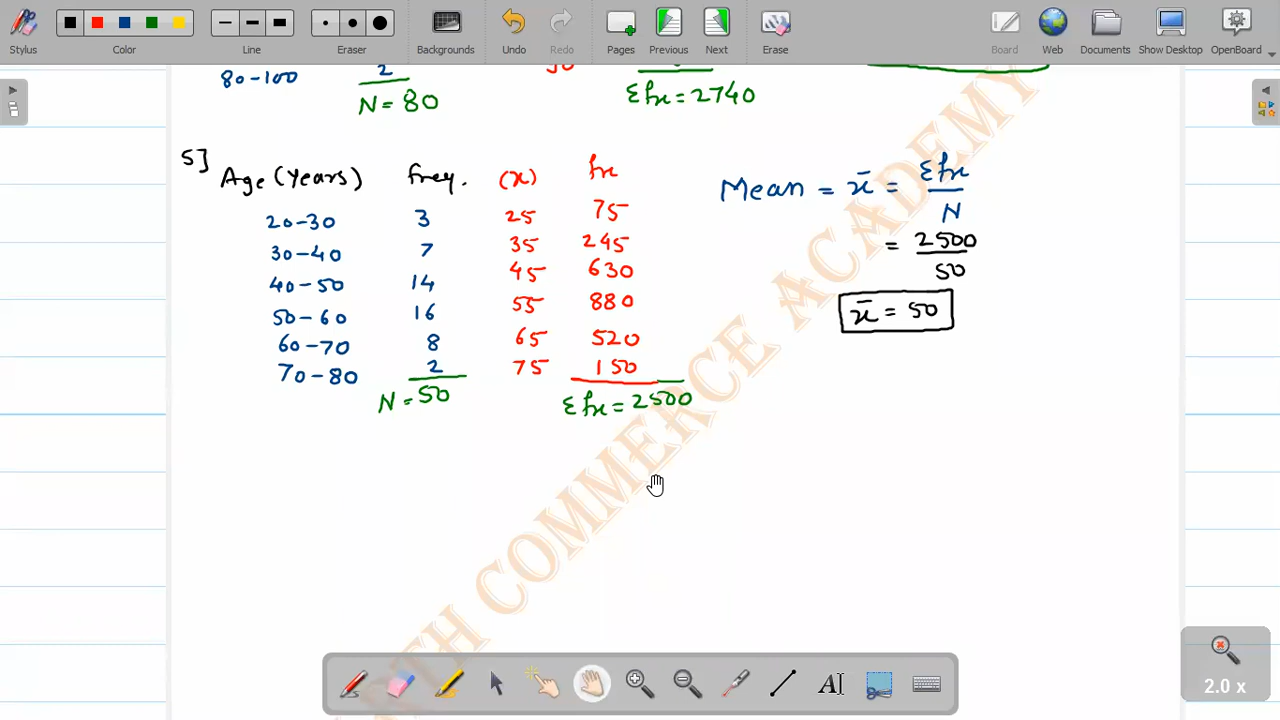 Stylus Color Line Eraser Backgrounds Undo Redo Pages Previous Next Erase Board Web Documents Show Desktop OpenBoard
80-100 2
N = 80 Σfx = 2740
5] Age (Years) freq. (x) fx
20-30 3 25 75
30-40 7 35 245
40-50 14 45 630
50-60 16 55 880
60-70 8 65 520
70-80 2 75 150
N = 50 Σfx = 2500
Mean = x̄ = Σfx / N
= 2500 / 50
x̄ = 50
TH COMMERCE ACADEMY
2.0 x